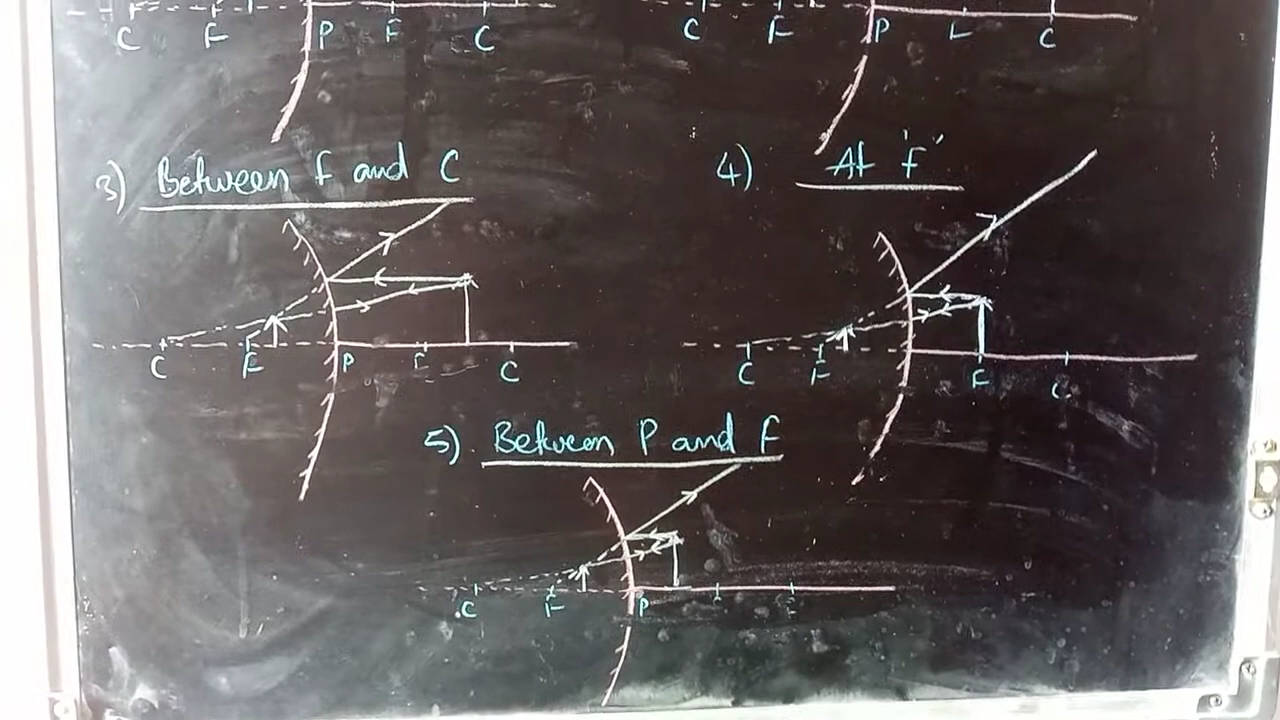 C F P F C
C F P F C
3) Between F and C
4) At 'F'
C F P F C
C F F C
5) Between P and F
C F P